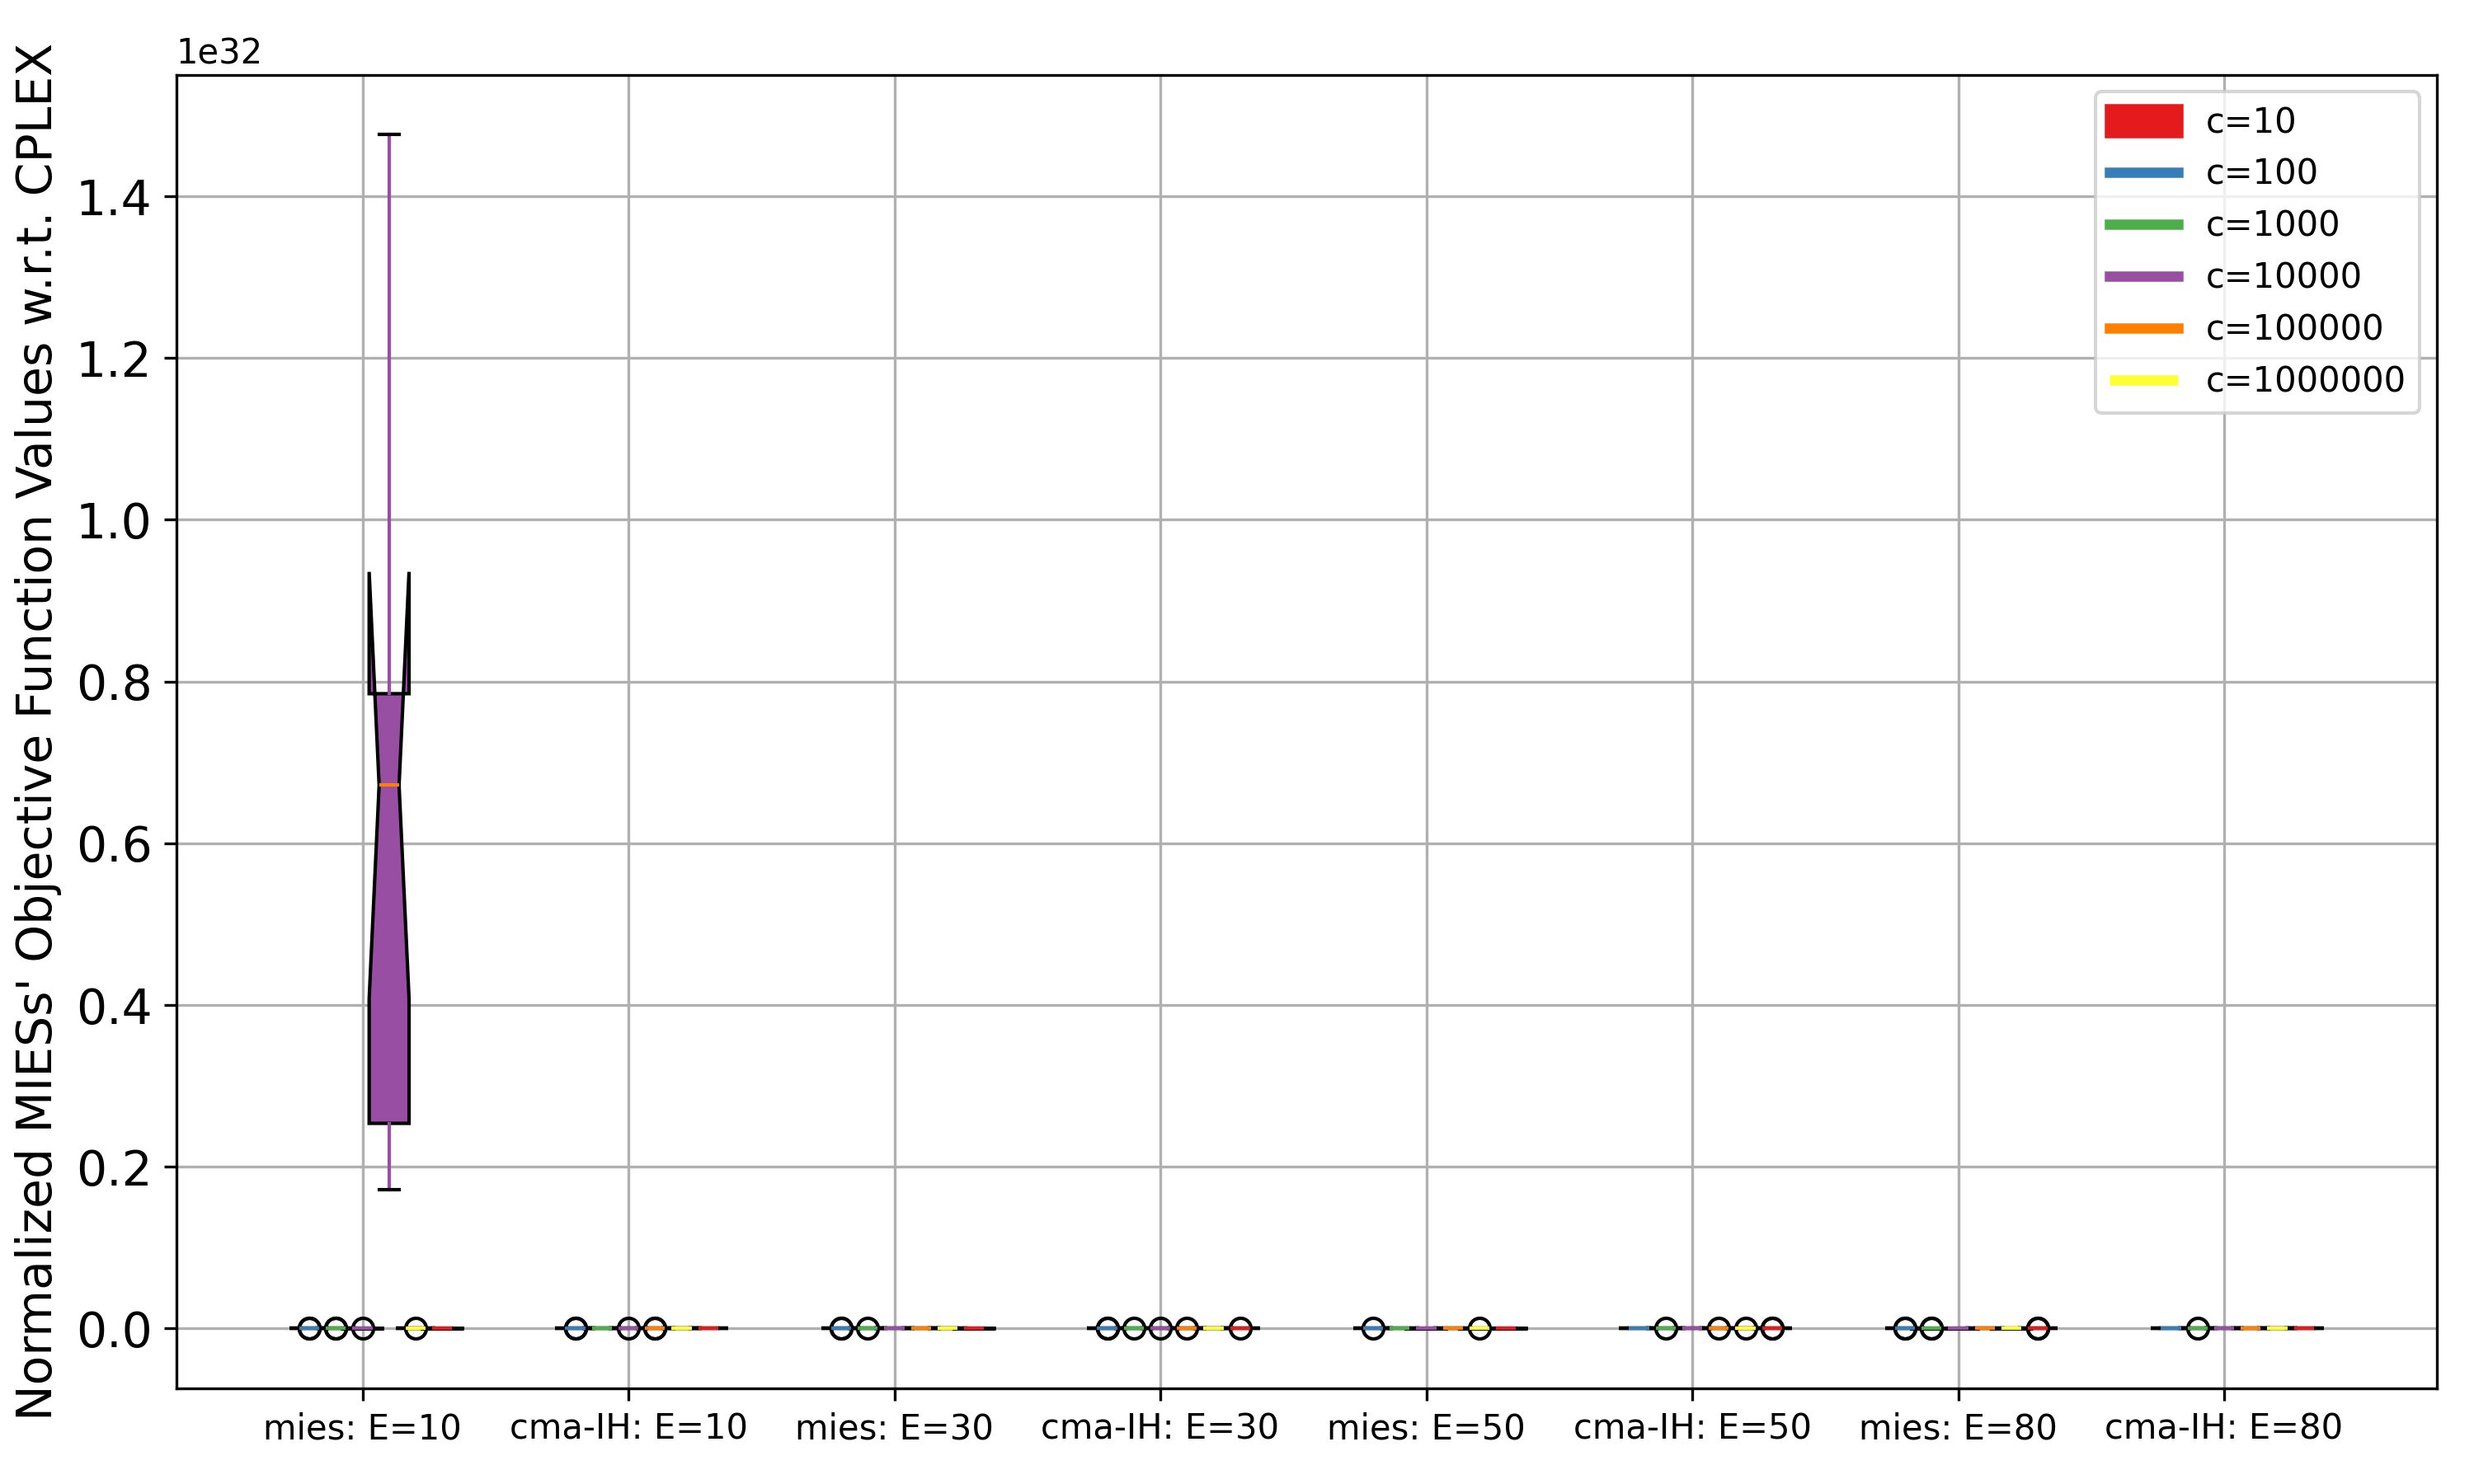 Normalized MIESs' Objective Function Values w.r.t. CPLEX
1e32
1.4
1.2
1.0
0.8
0.6
0.4
0.2
0.0
c=10
c=100
c=1000
c=10000
c=100000
c=1000000
mies: E=10 cma-IH: E=10 mies: E=30 cma-IH: E=30 mies: E=50 cma-IH: E=50 mies: E=80 cma-IH: E=80